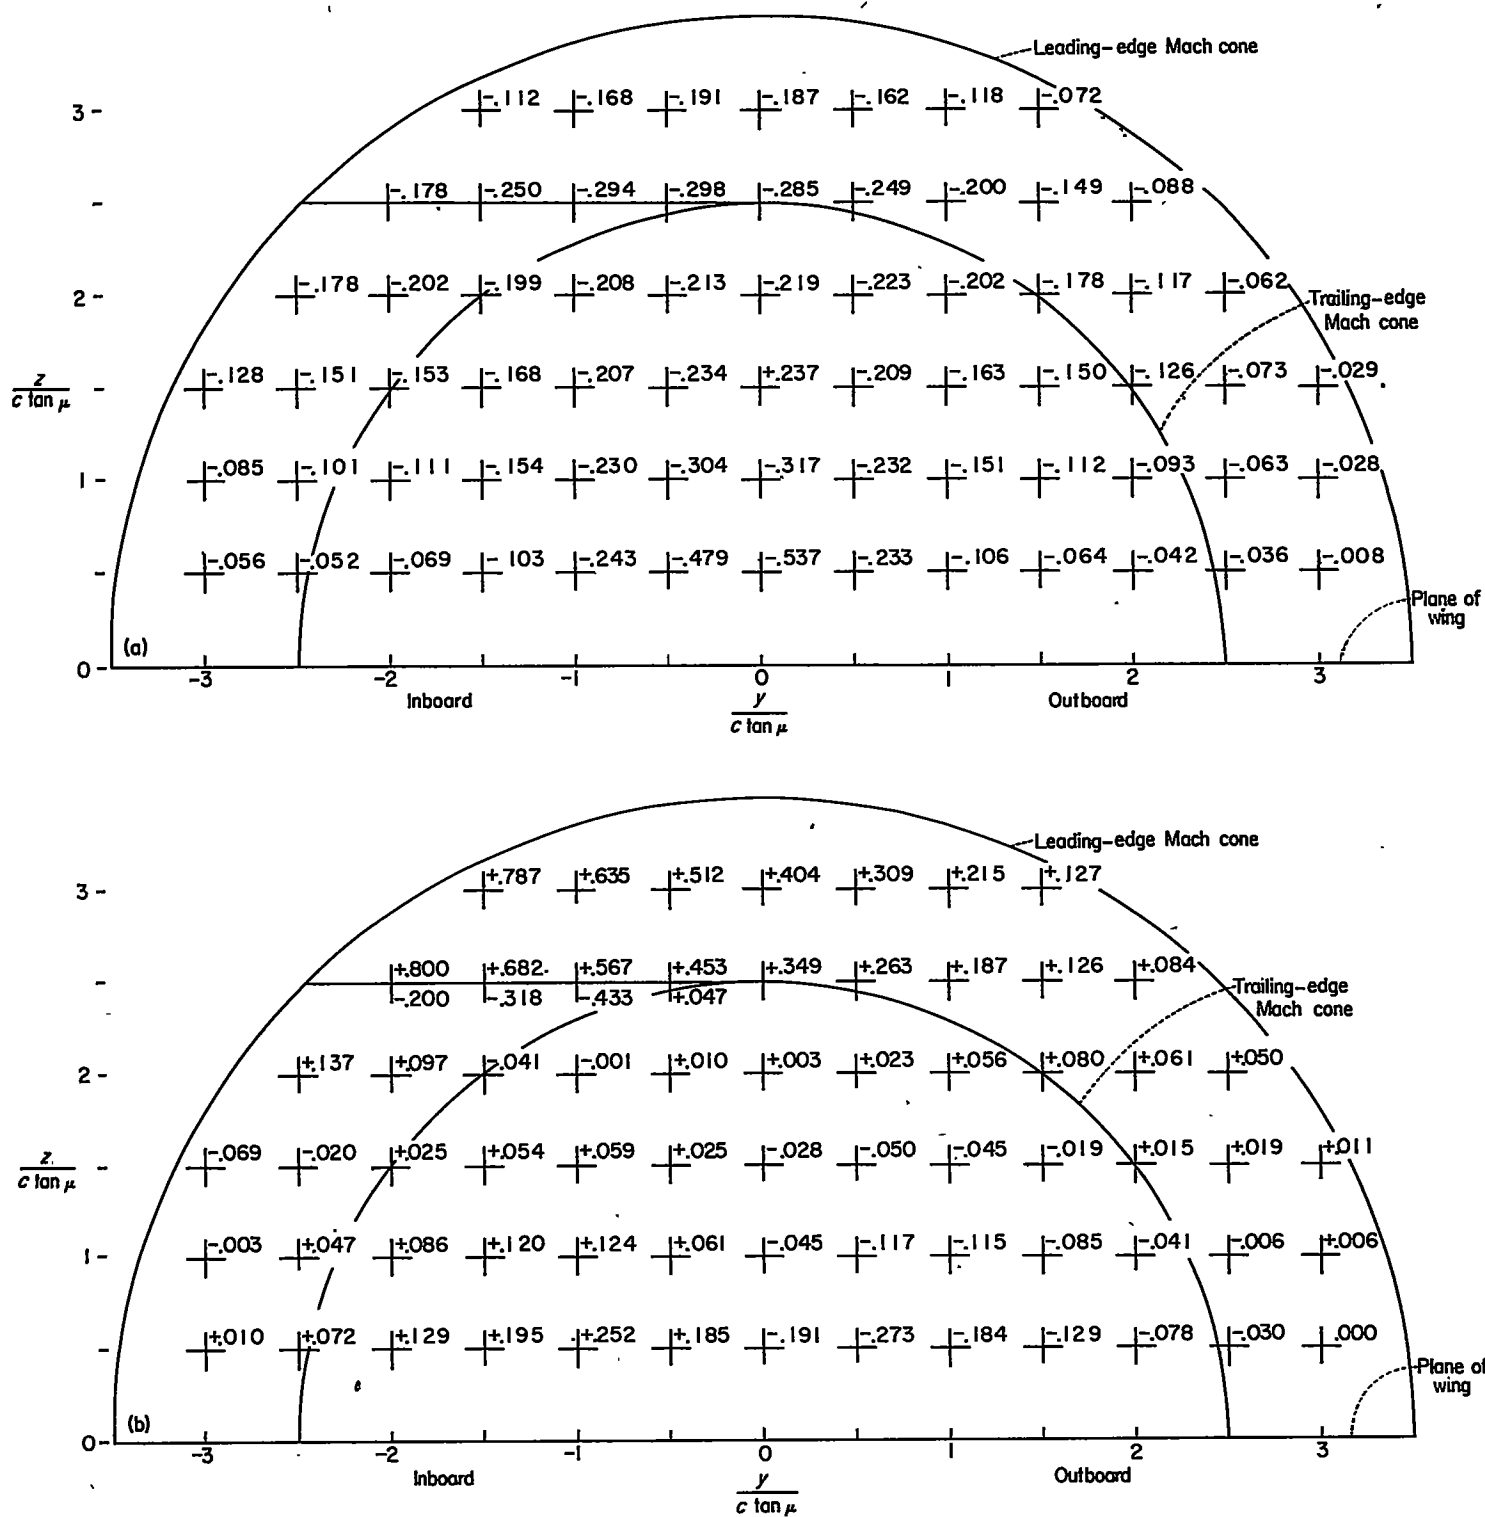 Leading-edge Mach cone
3
-.112 -.168 -.191 -.187 -.162 -.118 -.072
-.178 -.250 -.294 -.298 -.285 -.249 -.200 -.149 -.088
2
-.178 -.202 -.199 -.208 -.213 -.219 -.223 -.202 -.178 -.117 -.062
Trailing-edge
Mach cone
z
c tan μ
-.128 -.151 -.153 -.168 -.207 -.234 +.237 -.209 -.163 -.150 -.126 -.073 -.029
1
-.085 -.101 -.111 -.154 -.230 -.304 -.317 -.232 -.151 -.112 -.093 -.063 -.028
-.056 -.052 -.069 -103 -.243 -.479 -.537 -.233 -.106 -.064 -.042 -.036 -.008
Plane of
wing
(a)
0
-3 -2 -1 0 1 2 3
Inboard y Outboard
c tan μ
Leading-edge Mach cone
3
+.787 +.635 +.512 +.404 +.309 +.215 +.127
+.800 +.682 +.567 +.453 +.349 +.263 +.187 +.126 +.084
-.200 -.318 -.433 +.047
Trailing-edge
Mach cone
2
+.137 +.097 -.041 -.001 +.010 +.003 +.023 +.056 +.080 +.061 +.050
z
c tan μ
-.069 -.020 +.025 +.054 +.059 +.025 -.028 -.050 -.045 -.019 +.015 +.019 +.011
1
-.003 +.047 +.086 +.120 +.124 +.061 -.045 -.117 -.115 -.085 -.041 -.006 +.006
+.010 +.072 +.129 +.195 +.252 +.185 -.191 -.273 -.184 -.129 -.078 -.030 .000
Plane of
wing
(b)
0
-3 -2 -1 0 1 2 3
Inboard y Outboard
c tan μ